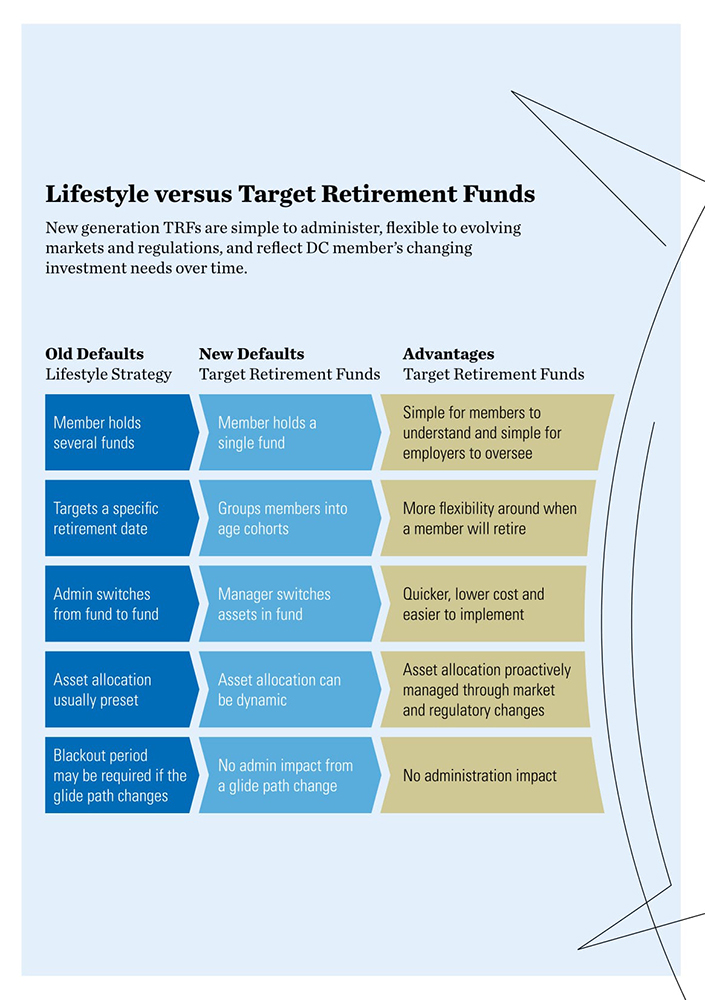 Lifestyle versus Target Retirement Funds
New generation TRFs are simple to administer, flexible to evolving
markets and regulations, and reflect DC member’s changing
investment needs over time.
Old Defaults
Lifestyle Strategy
New Defaults
Target Retirement Funds
Advantages
Target Retirement Funds
Member holds
several funds
Member holds a
single fund
Simple for members to
understand and simple for
employers to oversee
Targets a specific
retirement date
Groups members into
age cohorts
More flexibility around when
a member will retire
Admin switches
from fund to fund
Manager switches
assets in fund
Quicker, lower cost and
easier to implement
Asset allocation
usually preset
Asset allocation can
be dynamic
Asset allocation proactively
managed through market
and regulatory changes
Blackout period
may be required if the
glide path changes
No admin impact from
a glide path change
No administration impact